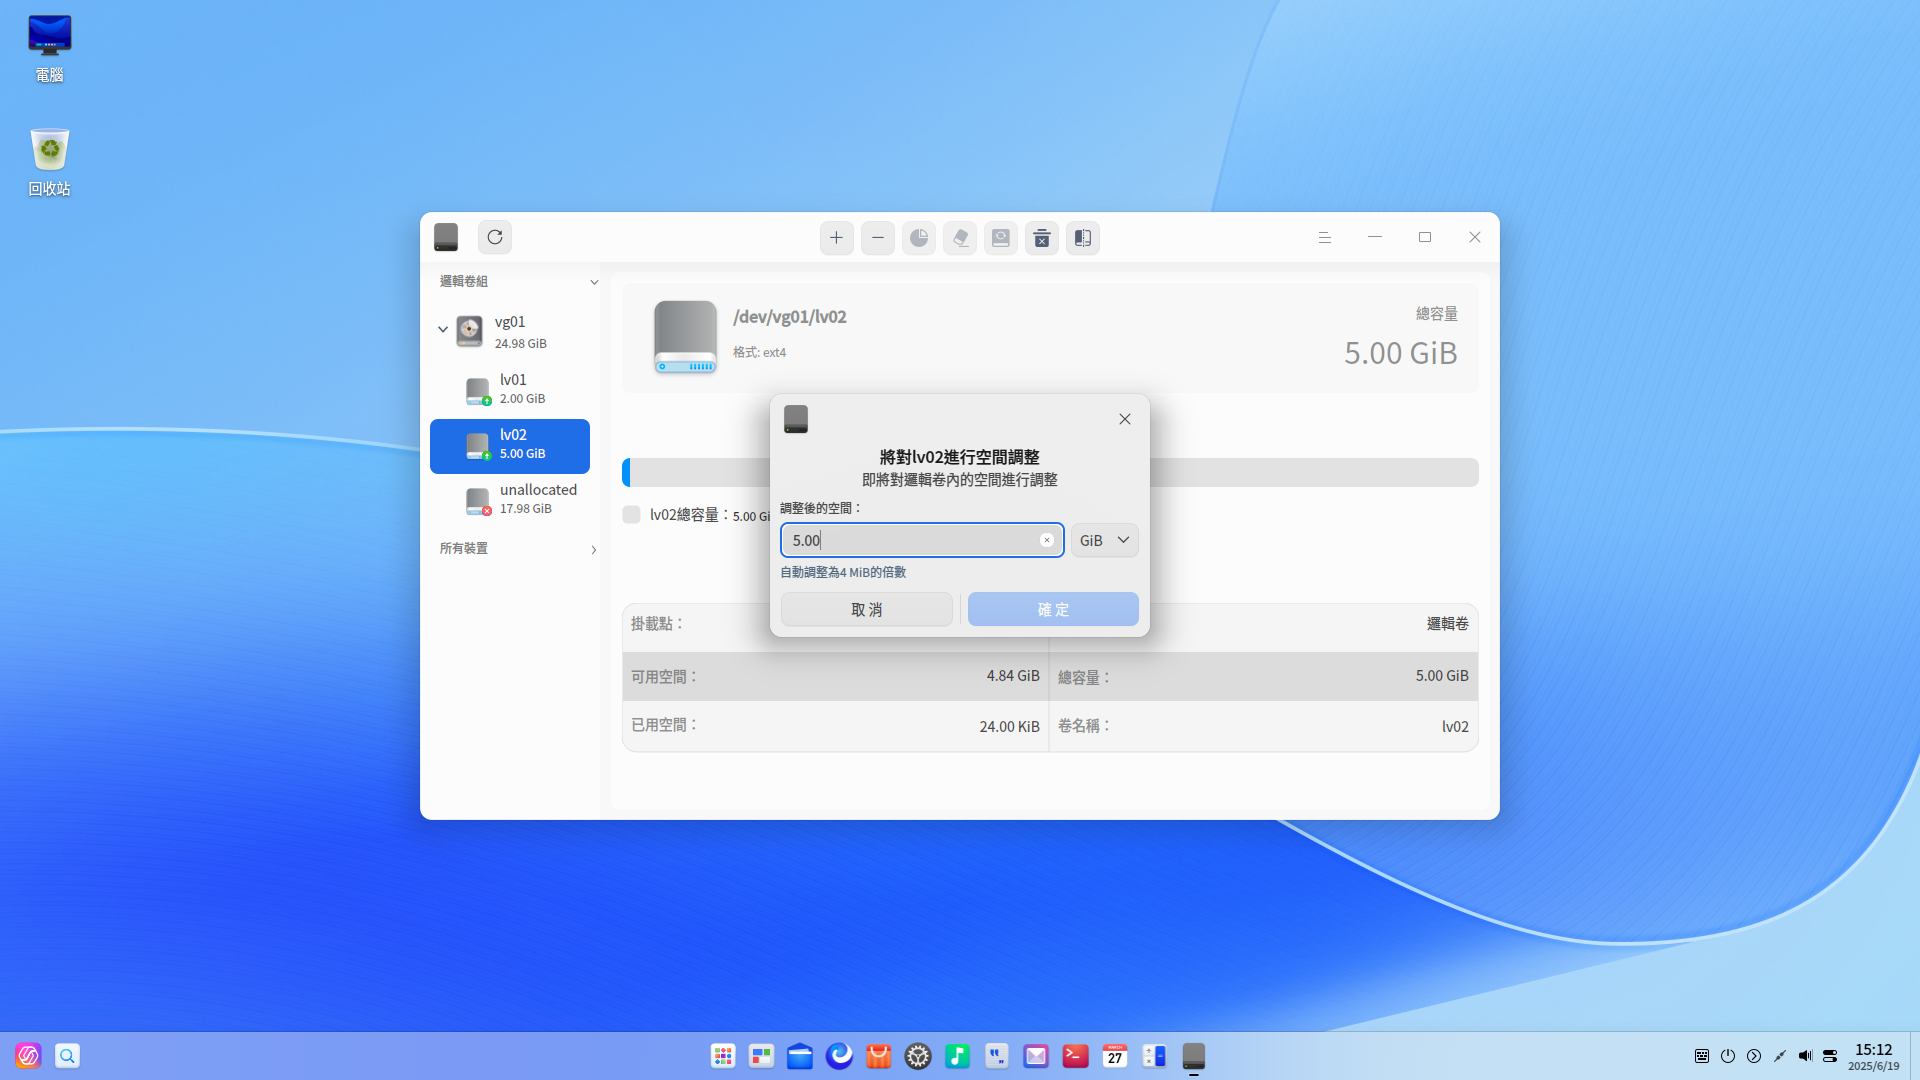 電腦
回收站
邏輯卷組
vg01
24.98 GiB
lv01
2.00 GiB
lv02
5.00 GiB
unallocated
17.98 GiB
所有裝置
/dev/vg01/lv02
格式: ext4
總容量
5.00 GiB
lv02總容量：5.00 Gi
將對lv02進行空間調整
即將對邏輯卷內的空間進行調整
調整後的空間：
5.00
GiB
自動調整為4 MiB的倍數
取 消
確 定
掛載點：
邏輯卷
可用空間：
4.84 GiB
總容量：
5.00 GiB
已用空間：
24.00 KiB
卷名稱：
lv02
MARCH
27
15:12
2025/6/19